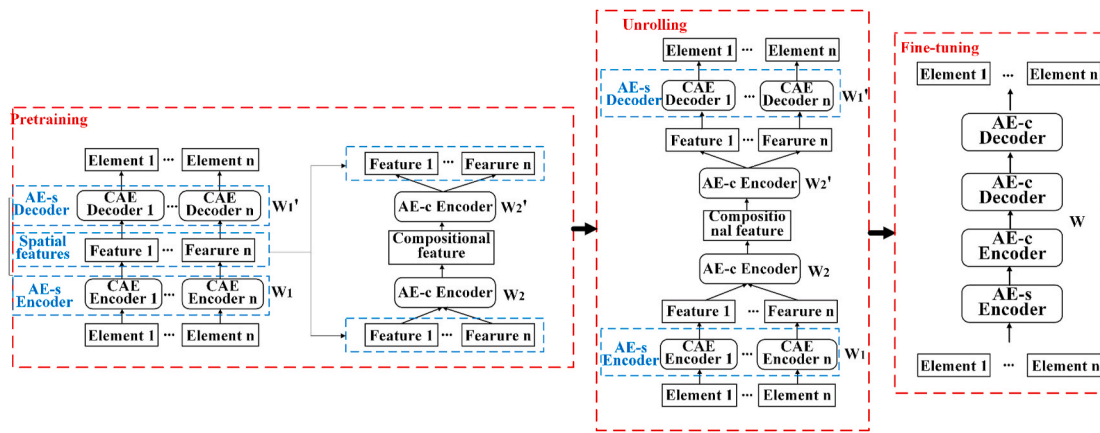 Pretraining
Element 1 ... Element n
AE-s
Decoder
CAE
Decoder 1
...
CAE
Decoder n
W1'
Spatial
features
Feature 1 ... Fearure n
AE-s
Encoder
CAE
Encoder 1
...
CAE
Encoder n
W1
Element 1 ... Element n
Feature 1 ... Fearure n
AE-c Encoder
W2'
Compositional
feature
AE-c Encoder
W2
Feature 1 ... Fearure n
Unrolling
Element 1 ... Element n
AE-s
Decoder
CAE
Decoder 1
...
CAE
Decoder n
W1'
Feature 1 ... Fearure n
AE-c Encoder
W2'
Compositio
nal feature
AE-c Encoder
W2
Feature 1 ... Fearure n
AE-s
Encoder
CAE
Encoder 1
...
CAE
Encoder n
W1
Element 1 ... Element n
Fine-tuning
Element 1 ... Element n
AE-c
Decoder
AE-c
Decoder
W
AE-c
Encoder
AE-s
Encoder
Element 1 ... Element n